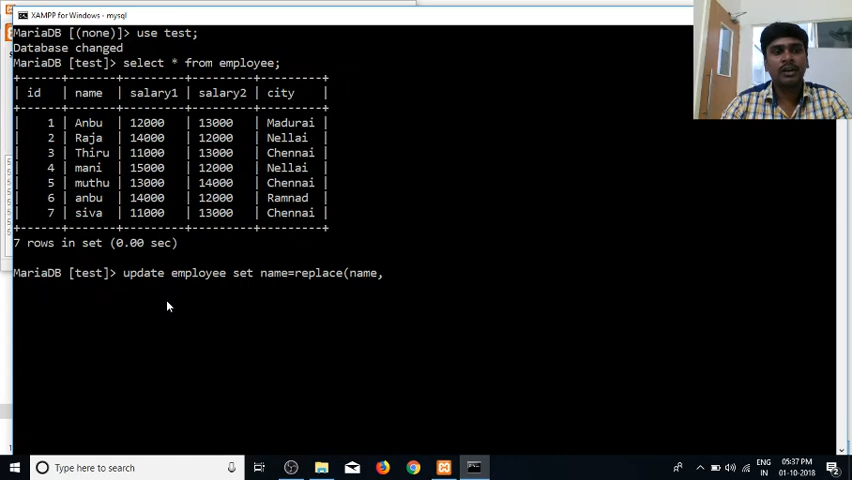 XAMPP for Windows - mysql
MariaDB [(none)]> use test;
Database changed
MariaDB [test]> select * from employee;
+----+-------+---------+---------+---------+
| id | name | salary1 | salary2 | city |
+----+-------+---------+---------+---------+
| 1 | Anbu | 12000 | 13000 | Madurai |
| 2 | Raja | 14000 | 12000 | Nellai |
| 3 | Thiru | 11000 | 13000 | Chennai |
| 4 | mani | 15000 | 12000 | Nellai |
| 5 | muthu | 13000 | 14000 | Chennai |
| 6 | anbu | 14000 | 12000 | Ramnad |
| 7 | siva | 11000 | 13000 | Chennai |
+----+-------+---------+---------+---------+
7 rows in set (0.00 sec)
MariaDB [test]> update employee set name=replace(name,
Type here to search
ENG
IN
05:37 PM
01-10-2018
2